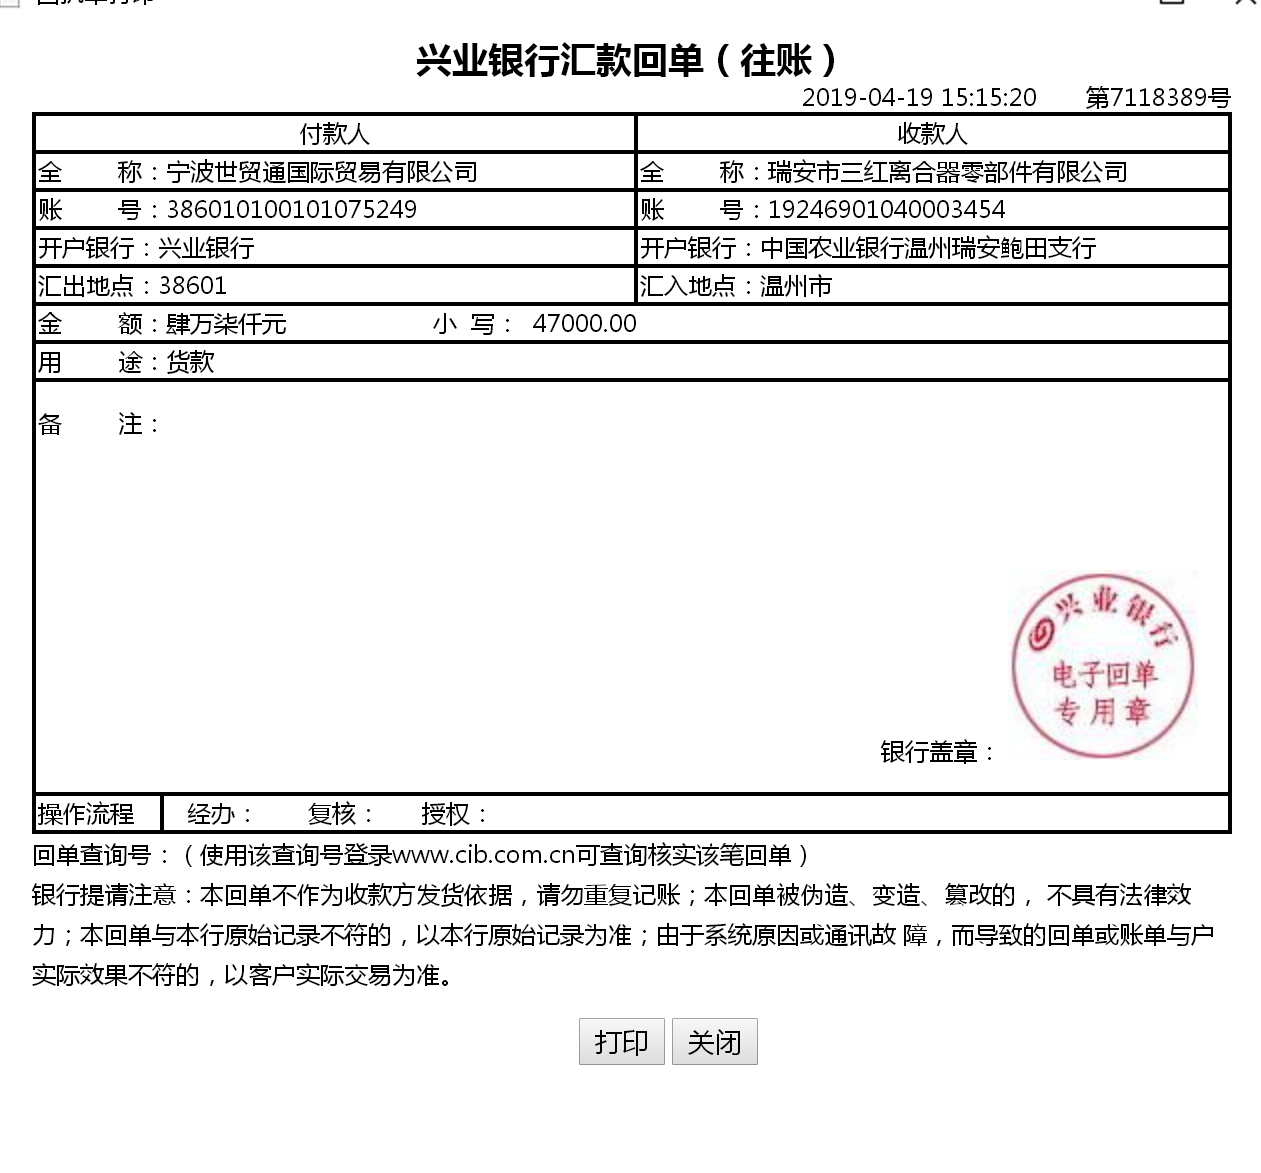 兴业银行汇款回单（往账）
2019-04-19 15:15:20 第7118389号
付款人 收款人
全 称：宁波世贸通国际贸易有限公司 全 称：瑞安市三红离合器零部件有限公司
账 号：386010100101075249 账 号：19246901040003454
开户银行：兴业银行 开户银行：中国农业银行温州瑞安鲍田支行
汇出地点：38601 汇入地点：温州市
金 额：肆万柒仟元 小 写： 47000.00
用 途：货款
备 注：
兴业银行
电子回单
专用章
银行盖章：
操作流程 经办： 复核： 授权：
回单查询号：（使用该查询号登录www.cib.com.cn可查询核实该笔回单）
银行提请注意：本回单不作为收款方发货依据，请勿重复记账；本回单被伪造、变造、篡改的， 不具有法律效
力；本回单与本行原始记录不符的，以本行原始记录为准；由于系统原因或通讯故 障，而导致的回单或账单与户
实际效果不符的，以客户实际交易为准。
打印 关闭